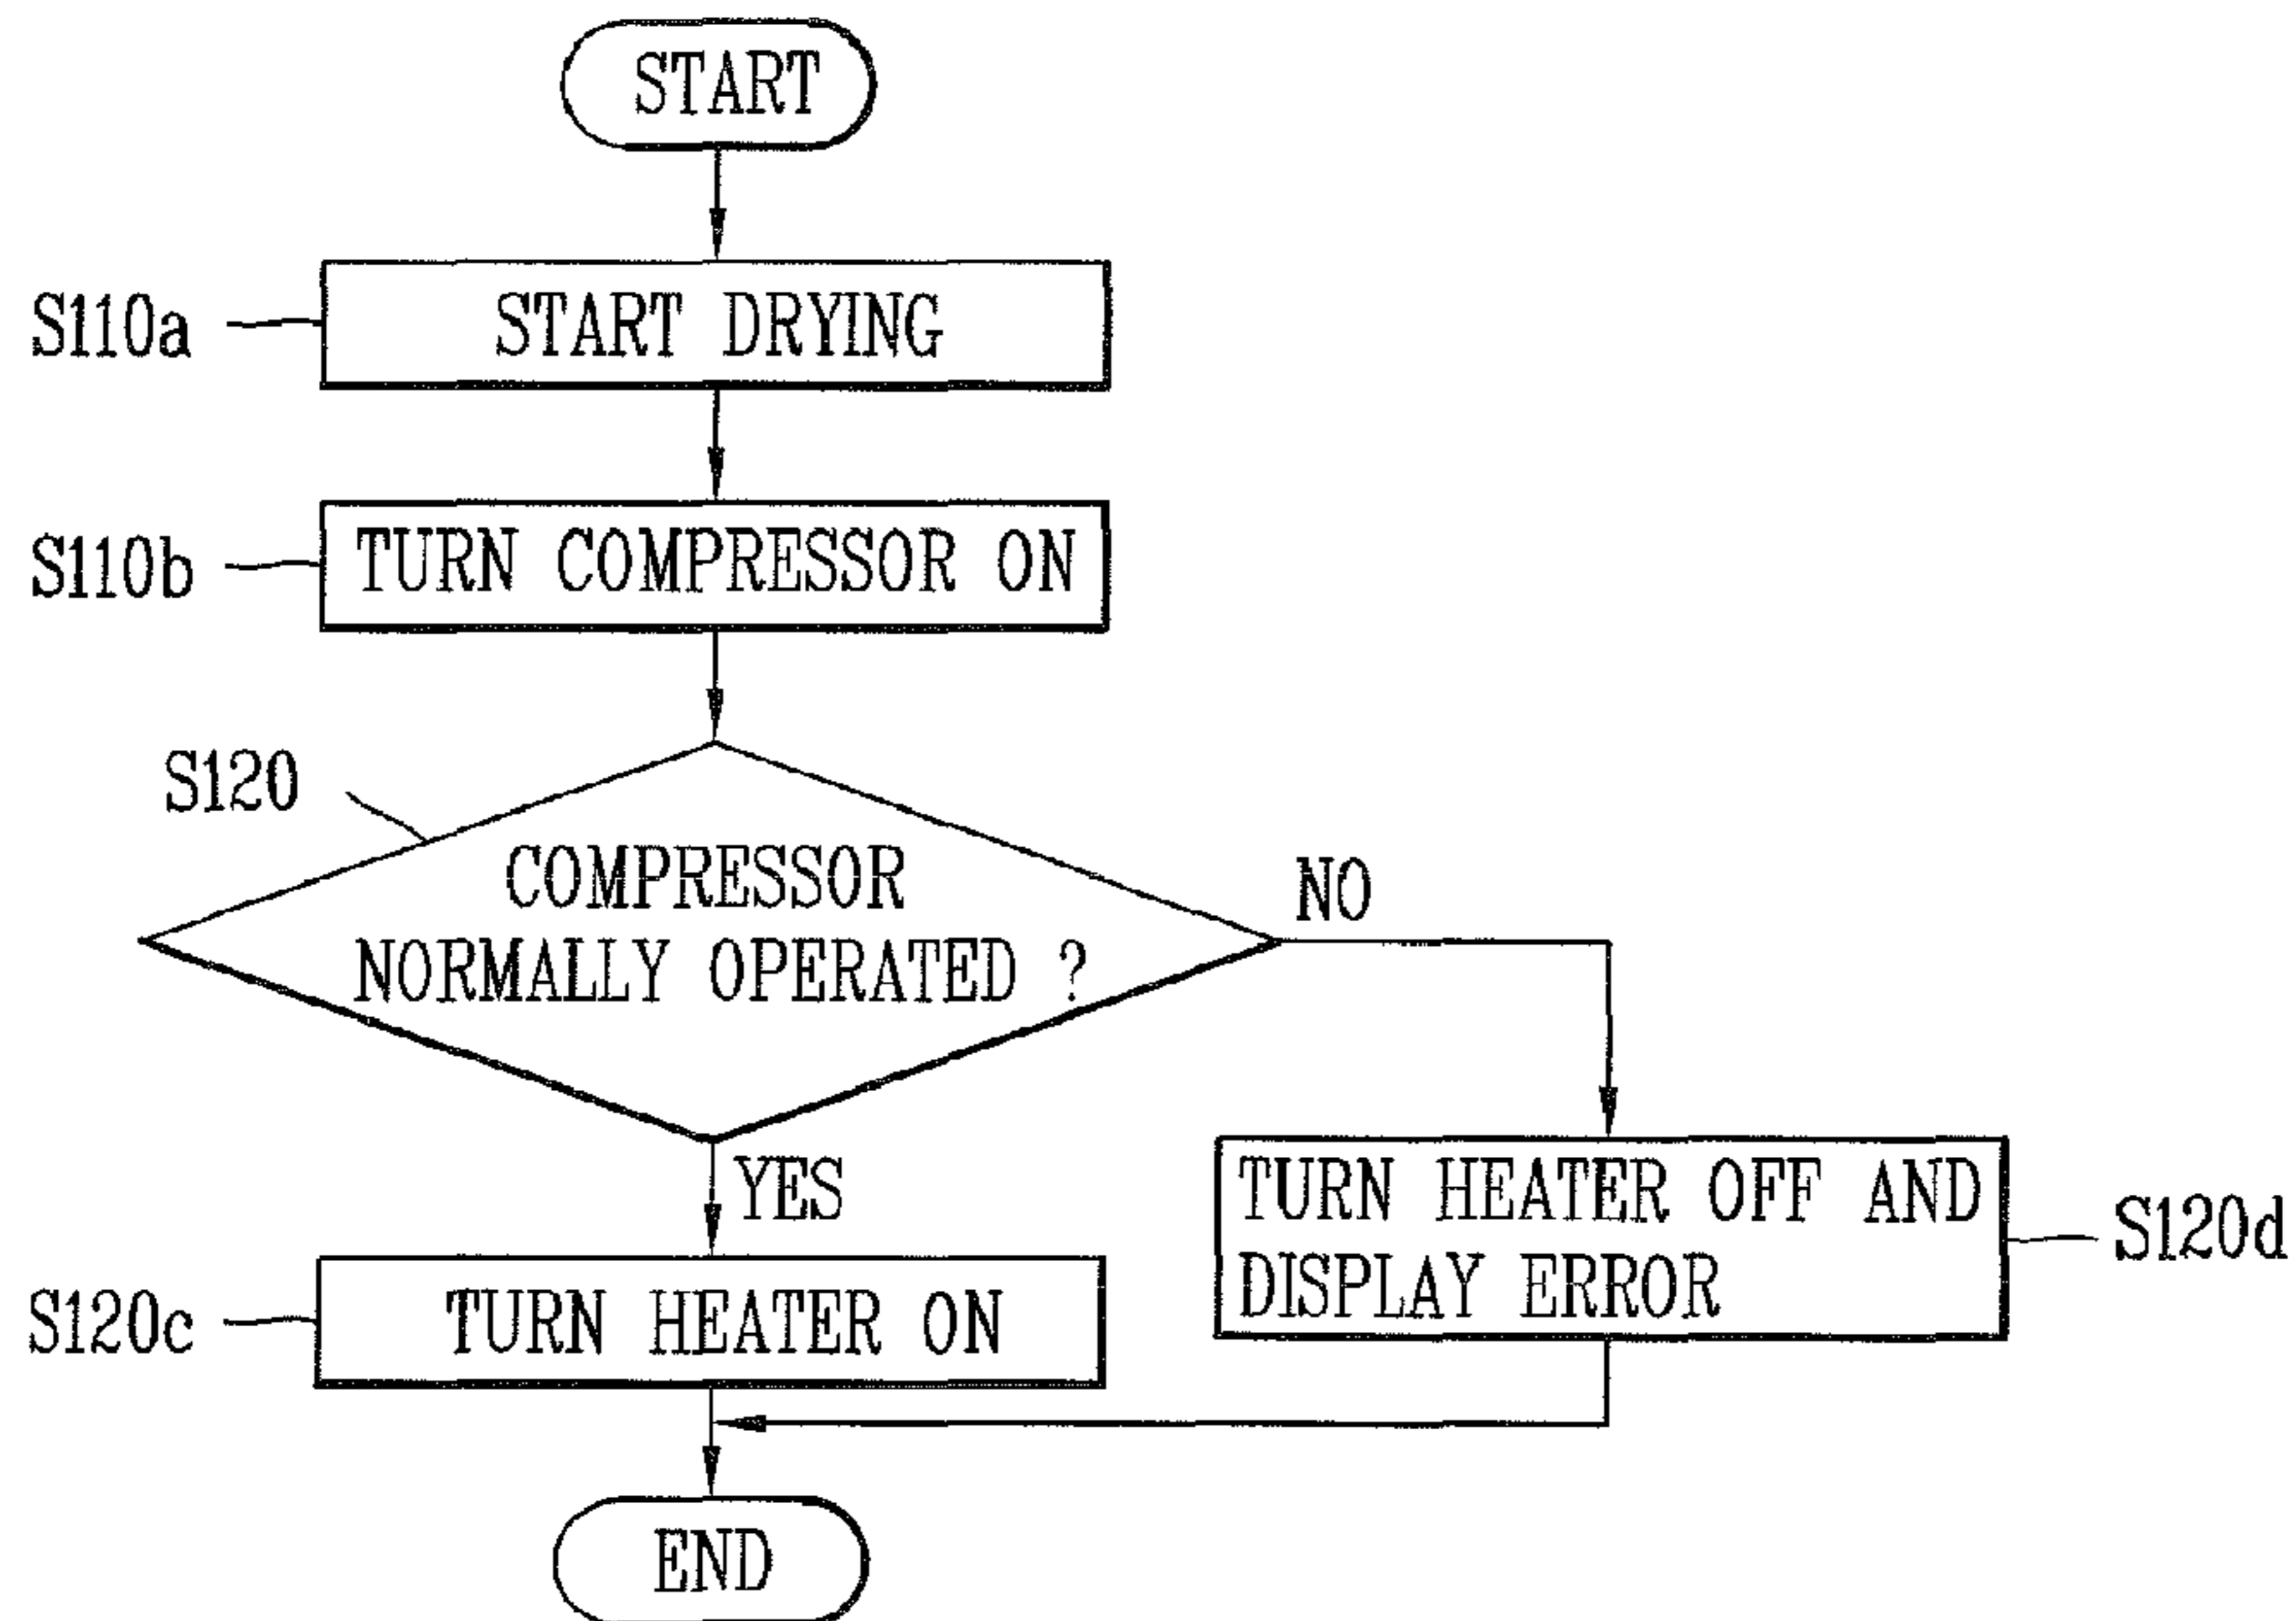 START
S110a
START DRYING
S110b
TURN COMPRESSOR ON
S120
COMPRESSOR
NORMALLY OPERATED ?
NO
YES
TURN HEATER OFF AND
DISPLAY ERROR
S120d
S120c
TURN HEATER ON
END